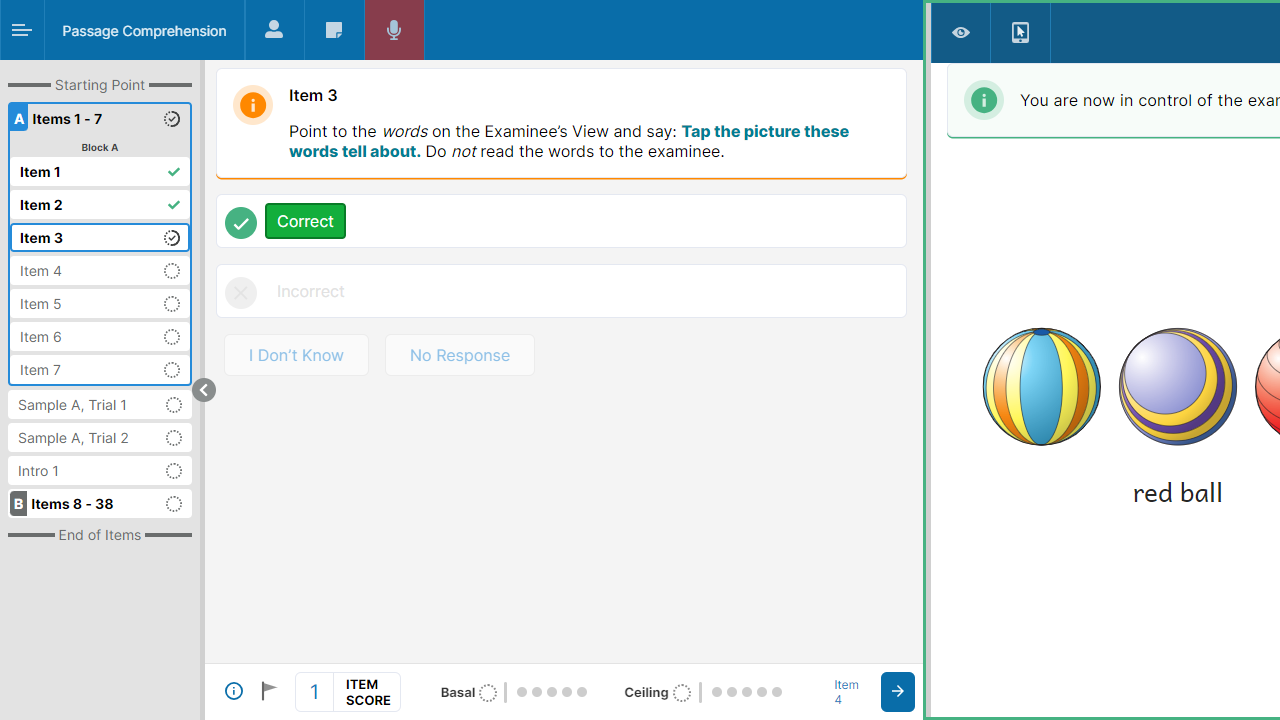 Passage Comprehension
Starting Point
A Items 1 - 7
Block A
Item 1
Item 2
Item 3
Item 4
Item 5
Item 6
Item 7
Sample A, Trial 1
Sample A, Trial 2
Intro 1
B Items 8 - 38
End of Items
Item 3
Point to the words on the Examinee’s View and say: Tap the picture these
words tell about. Do not read the words to the examinee.
Correct
Incorrect
I Don’t Know
No Response
1
ITEM
SCORE
Basal
Ceiling
Item
4
You are now in control of the exar
red ball